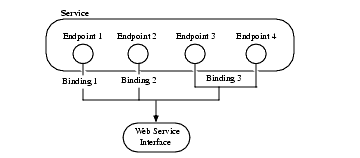 Service
Endpoint 1 Endpoint 2 Endpoint 3 Endpoint 4
Binding 1 Binding 2 Binding 3
Web Service
Interface